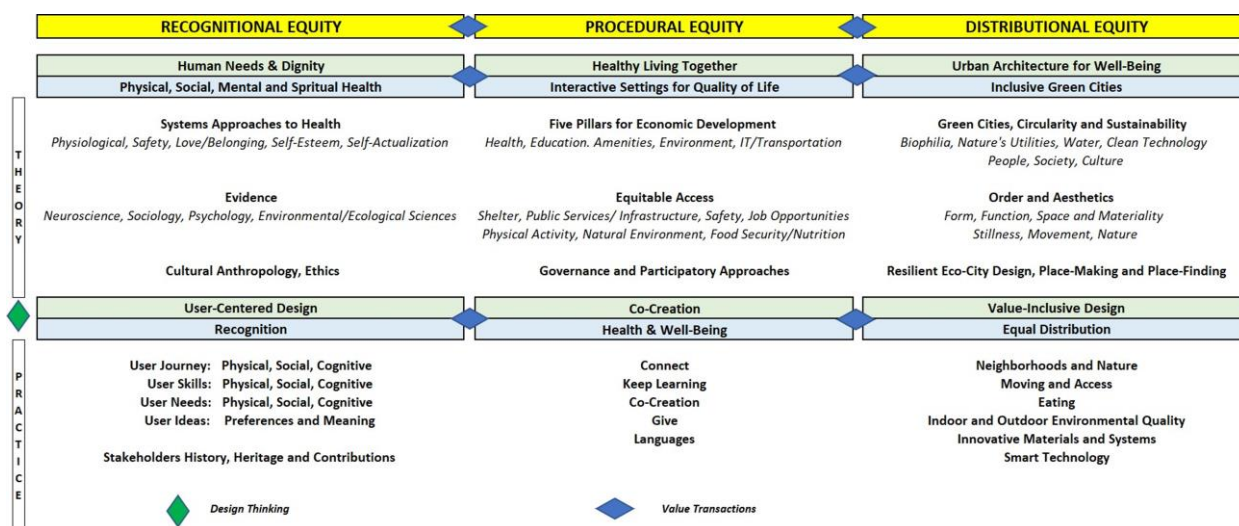 RECOGNITIONAL EQUITY
PROCEDURAL EQUITY
DISTRIBUTIONAL EQUITY
Human Needs & Dignity
Healthy Living Together
Urban Architecture for Well-Being
Physical, Social, Mental and Spritual Health
Interactive Settings for Quality of Life
Inclusive Green Cities
THEORY
Systems Approaches to Health
Physiological, Safety, Love/Belonging, Self-Esteem, Self-Actualization
Evidence
Neuroscience, Sociology, Psychology, Environmental/Ecological Sciences
Cultural Anthropology, Ethics
Five Pillars for Economic Development
Health, Education. Amenities, Environment, IT/Transportation
Equitable Access
Shelter, Public Services/ Infrastructure, Safety, Job Opportunities
Physical Activity, Natural Environment, Food Security/Nutrition
Governance and Participatory Approaches
Green Cities, Circularity and Sustainability
Biophilia, Nature's Utilities, Water, Clean Technology
People, Society, Culture
Order and Aesthetics
Form, Function, Space and Materiality
Stillness, Movement, Nature
Resilient Eco-City Design, Place-Making and Place-Finding
User-Centered Design
Co-Creation
Value-Inclusive Design
Recognition
Health & Well-Being
Equal Distribution
PRACTICE
User Journey: Physical, Social, Cognitive
User Skills: Physical, Social, Cognitive
User Needs: Physical, Social, Cognitive
User Ideas: Preferences and Meaning
Stakeholders History, Heritage and Contributions
Connect
Keep Learning
Co-Creation
Give
Languages
Neighborhoods and Nature
Moving and Access
Eating
Indoor and Outdoor Environmental Quality
Innovative Materials and Systems
Smart Technology
Design Thinking
Value Transactions